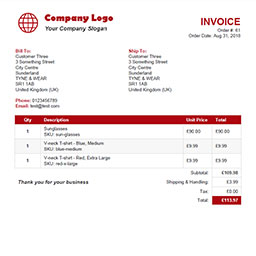 Company Logo
Your Company Slogan
INVOICE
Order #: 61
Order Date: Aug 31, 2018
Bill To:
Customer Three
3 Something Street
City Centre
Sunderland
TYNE & WEAR
SR1 1AB
United Kingdom (UK)
Ship To:
Customer Three
3 Something Street
City Centre
Sunderland
TYNE & WEAR
SR1 1AB
United Kingdom (UK)
Phone: 0123456789
Email: test@test.com
Qty Description Unit Price Total
1 Sunglasses £90.00 £90.00
SKU: sunglasses
1 V-neck T-shirt - Blue, Medium £9.99 £9.99
SKU: blue-medium
1 V-neck T-shirt - Red, Extra Large £9.99 £9.99
SKU: red-x-large
Thank you for your business
Subtotal: £109.98
Shipping & Handling: £3.99
Tax: £0.00
Total: £113.97